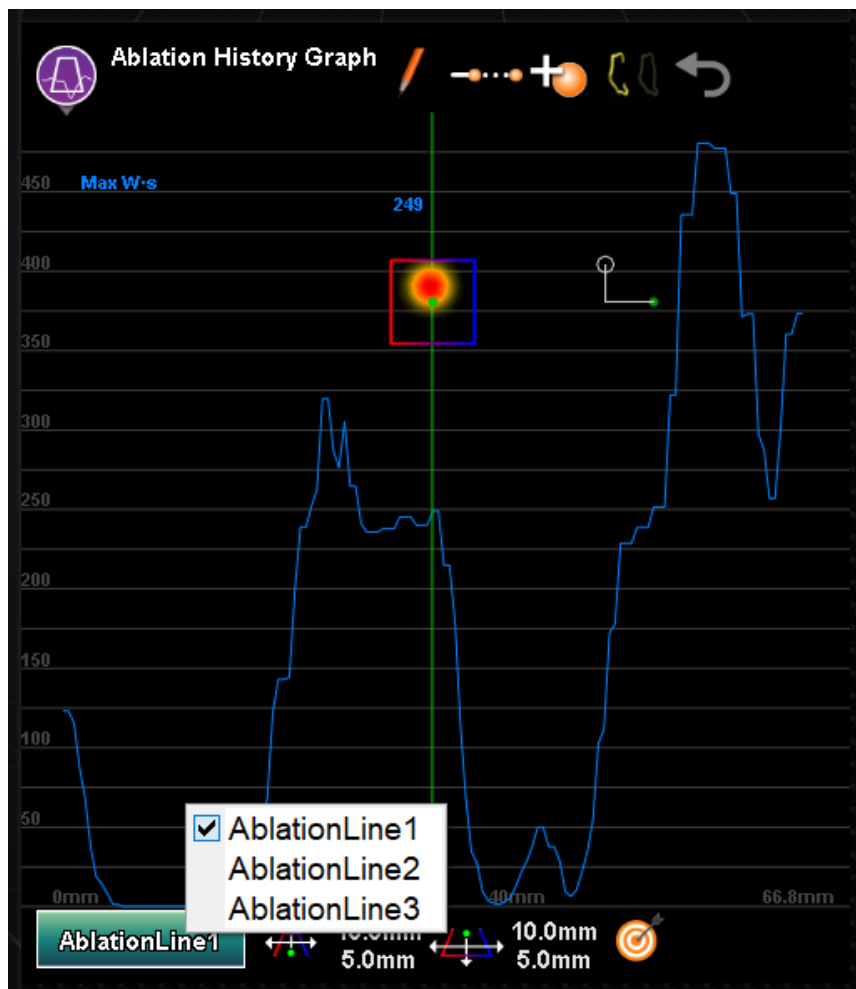 Ablation History Graph
450
Max W·s
249
400
350
300
250
200
150
100
50
AblationLine1
AblationLine2
AblationLine3
0mm
40mm
66.8mm
AblationLine1
10.0mm
5.0mm
5.0mm